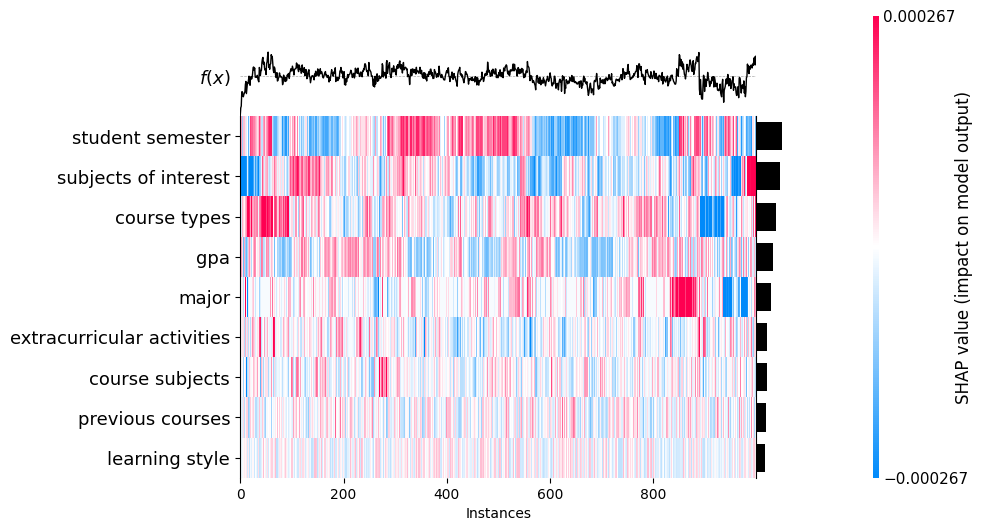 0.000267
f(x)
student semester
subjects of interest
course types
gpa
major
extracurricular activities
course subjects
previous courses
learning style
0 200 400 600 800
Instances
−0.000267
SHAP value (impact on model output)